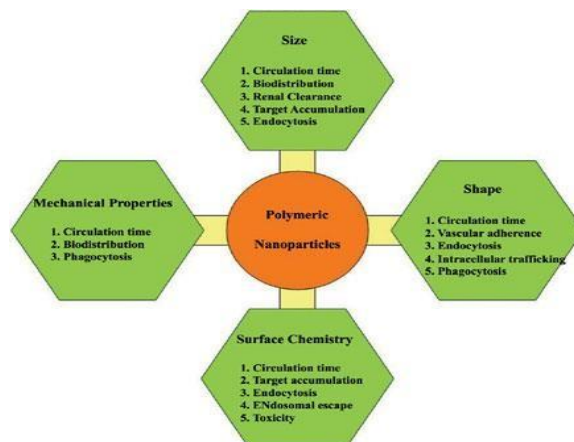 Size
1. Circulation time
2. Biodistribution
3. Renal Clearance
4. Target Accumulation
5. Endocytosis
Mechanical Properties
1. Circulation time
2. Biodistribution
3. Phagocytosis
Polymeric
Nanoparticles
Shape
1. Circulation time
2. Vascular adherence
3. Endocytosis
4. Intracellular trafficking
5. Phagocytosis
Surface Chemistry
1. Circulation time
2. Target accumulation
3. Endocytosis
4. ENdosomal escape
5. Toxicity